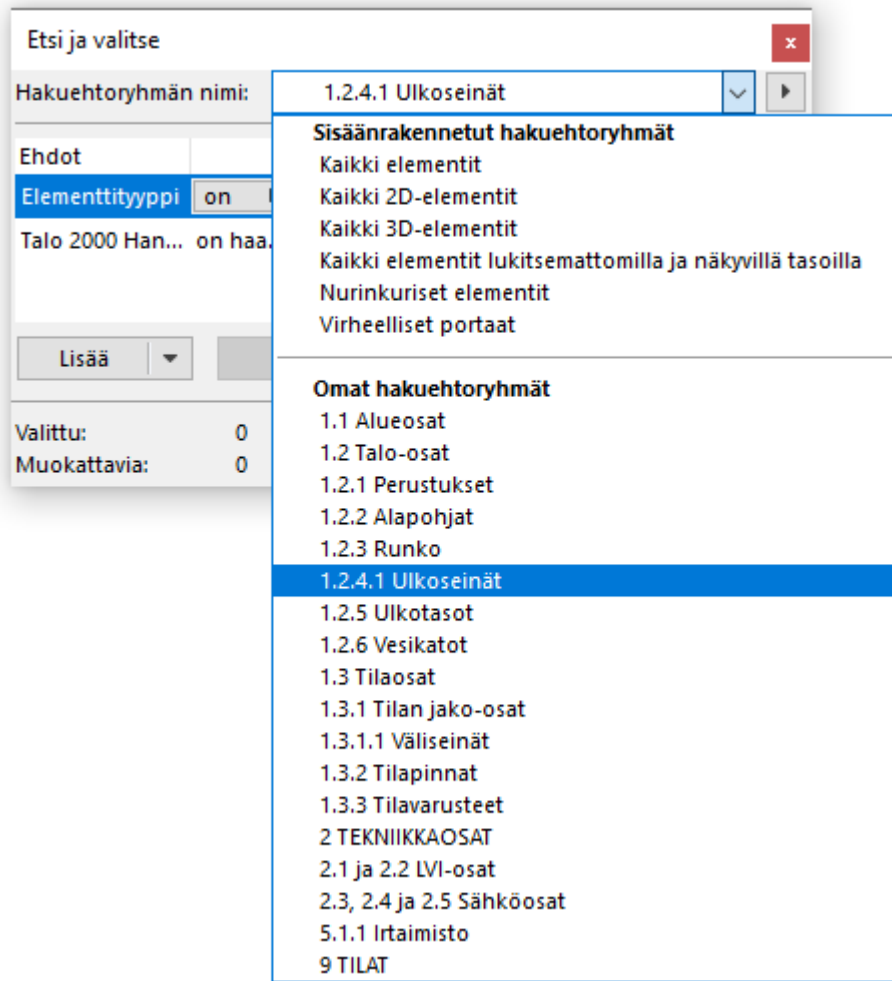 Etsi ja valitse
x
Hakuehtoryhmän nimi: 1.2.4.1 Ulkoseinät
Ehdot
Elementtityyppi on
Talo 2000 Han... on haa.
Lisää
Valittu: 0
Muokattavia: 0
Sisäänrakennetut hakuehtoryhmät
Kaikki elementit
Kaikki 2D-elementit
Kaikki 3D-elementit
Kaikki elementit lukitsemattomilla ja näkyvillä tasoilla
Nurinkuriset elementit
Virheelliset portaat
Omat hakuehtoryhmät
1.1 Alueosat
1.2 Talo-osat
1.2.1 Perustukset
1.2.2 Alapohjat
1.2.3 Runko
1.2.4.1 Ulkoseinät
1.2.5 Ulkotasot
1.2.6 Vesikatot
1.3 Tilaosat
1.3.1 Tilan jako-osat
1.3.1.1 Väliseinät
1.3.2 Tilapinnat
1.3.3 Tilavarusteet
2 TEKNIIKKAOSAT
2.1 ja 2.2 LVI-osat
2.3, 2.4 ja 2.5 Sähköosat
5.1.1 Irtaimisto
9 TILAT